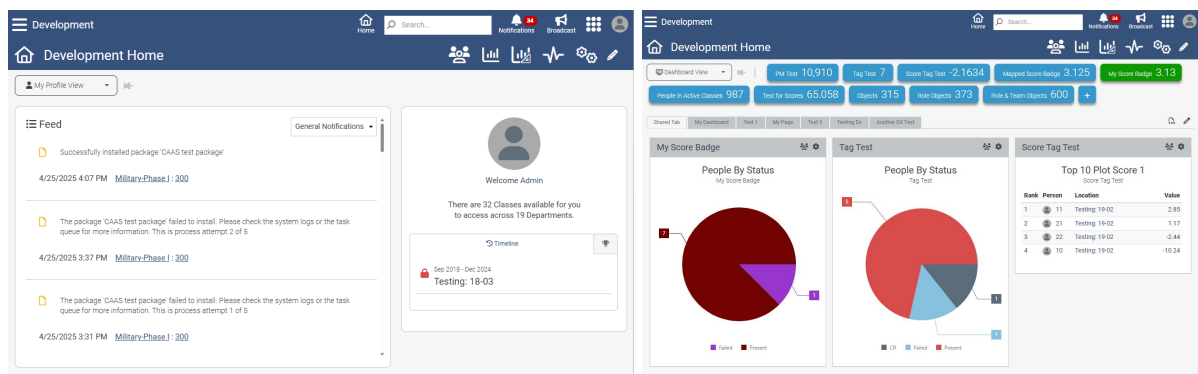 Development
Home
Search...
34
Notifications
Broadcast
Development Home
My Profile View
Feed
General Notifications
Successfully installed package 'CAAS test package'
4/25/2025 4:07 PM Military-Phase I : 300
The package 'CAAS test package' failed to install. Please check the system logs or the task
queue for more information. This is process attempt 2 of 5
4/25/2025 3:37 PM Military-Phase I : 300
The package 'CAAS test package' failed to install. Please check the system logs or the task
queue for more information. This is process attempt 1 of 5
4/25/2025 3:31 PM Military-Phase I : 300
Welcome Admin
There are 32 Classes available for you
to access across 19 Departments.
Timeline
Sep 2018 - Dec 2024
Testing: 18-03
Development
Home
Search...
34
Notifications
Broadcast
Development Home
Dashboard View
PM Test 10,910
Tag Test 7
Score Tag Test -2.1634
Mapped Score Badge 3.125
My Score Badge 3.13
People in Active Classes 987
Test for Scores 65.058
Objects 315
Role Objects 373
Role & Team Objects 600
+
Shared Tab My Dashboard Test 1 My Page Test 5 Testing Dx Another DX Test
My Score Badge
People By Status
My Score Badge
7
1
Failed Present
Tag Test
People By Status
Tag Test
5
1
1
CR Failed Present
Score Tag Test
Top 10 Plot Score 1
Score Tag Test
Rank Person Location Value
1 11 Testing: 19-02 2.85
2 21 Testing: 19-02 1.17
3 22 Testing: 19-02 -2.44
4 10 Testing: 19-02 -10.24